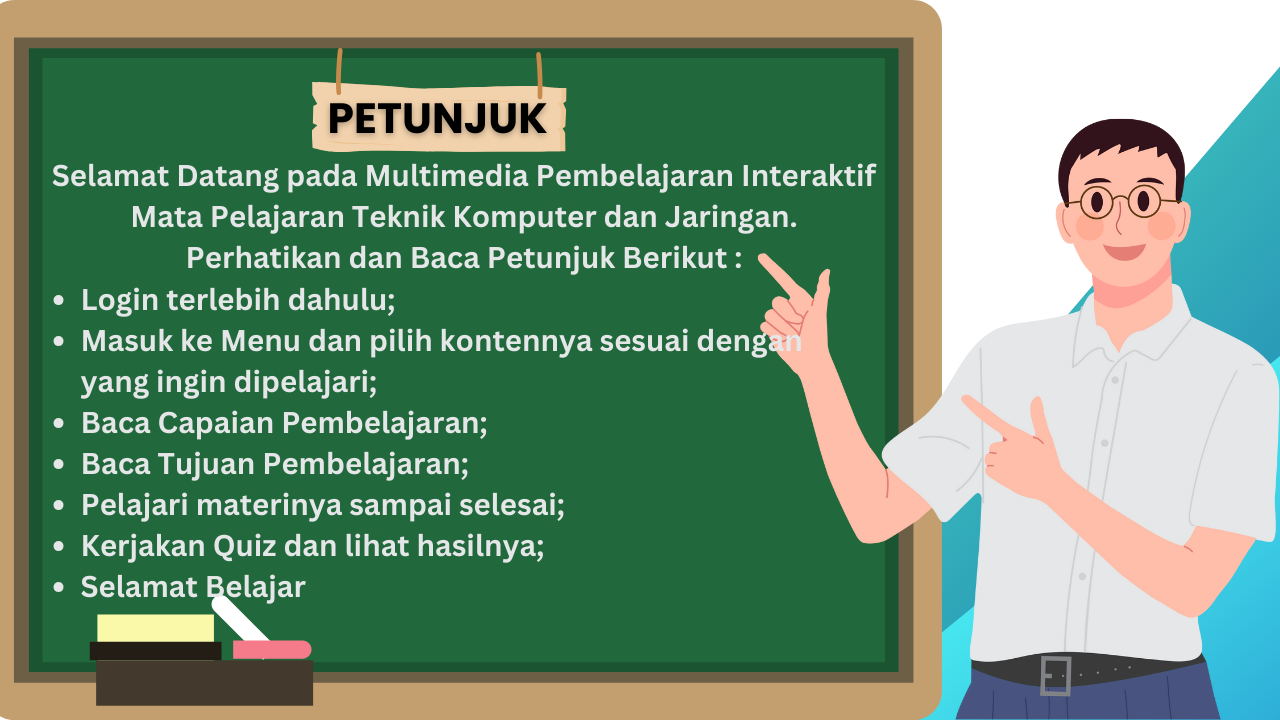 PETUNJUK
Selamat Datang pada Multimedia Pembelajaran Interaktif
Mata Pelajaran Teknik Komputer dan Jaringan.
Perhatikan dan Baca Petunjuk Berikut :
• Login terlebih dahulu;
• Masuk ke Menu dan pilih kontennya sesuai dengan
yang ingin dipelajari;
• Baca Capaian Pembelajaran;
• Baca Tujuan Pembelajaran;
• Pelajari materinya sampai selesai;
• Kerjakan Quiz dan lihat hasilnya;
• Selamat Belajar